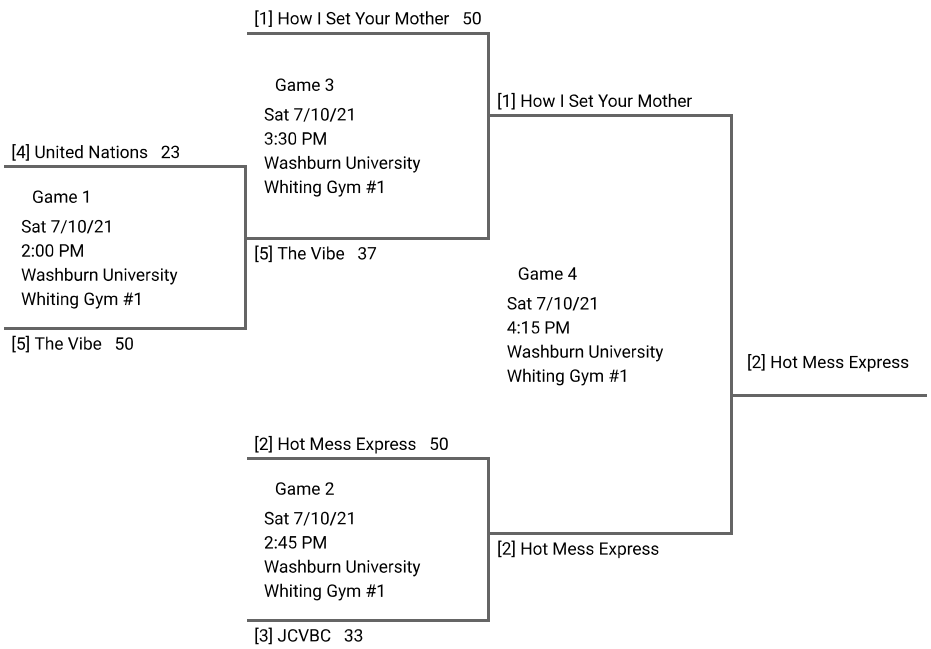 [1] How I Set Your Mother 50
Game 3
Sat 7/10/21
3:30 PM
Washburn University
Whiting Gym #1
[1] How I Set Your Mother
[4] United Nations 23
Game 1
Sat 7/10/21
2:00 PM
Washburn University
Whiting Gym #1
[5] The Vibe 37
[5] The Vibe 50
Game 4
Sat 7/10/21
4:15 PM
Washburn University
Whiting Gym #1
[2] Hot Mess Express
[2] Hot Mess Express 50
Game 2
Sat 7/10/21
2:45 PM
Washburn University
Whiting Gym #1
[2] Hot Mess Express
[3] JCVBC 33